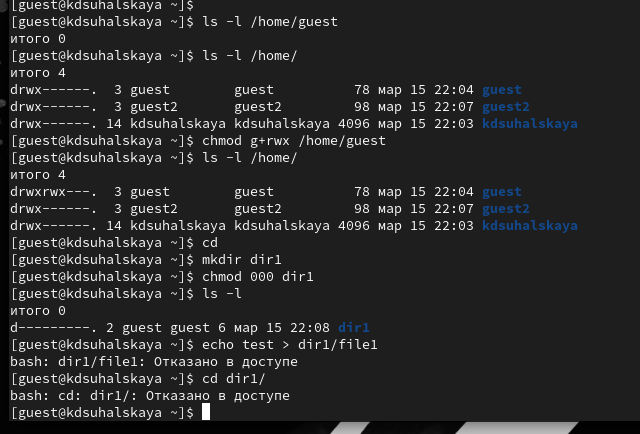 [guest@kdsuhalskaya ~]$
[guest@kdsuhalskaya ~]$ ls -l /home/guest
итого 0
[guest@kdsuhalskaya ~]$ ls -l /home/
итого 4
drwx------.  3 guest       guest         78 мар 15 22:04 guest
drwx------.  3 guest2      guest2        98 мар 15 22:07 guest2
drwx------. 14 kdsuhalskaya kdsuhalskaya 4096 мар 15 22:03 kdsuhalskaya
[guest@kdsuhalskaya ~]$ chmod g+rwx /home/guest
[guest@kdsuhalskaya ~]$ ls -l /home/
итого 4
drwxrwx---.  3 guest       guest         78 мар 15 22:04 guest
drwx------.  3 guest2      guest2        98 мар 15 22:07 guest2
drwx------. 14 kdsuhalskaya kdsuhalskaya 4096 мар 15 22:03 kdsuhalskaya
[guest@kdsuhalskaya ~]$ cd
[guest@kdsuhalskaya ~]$ mkdir dir1
[guest@kdsuhalskaya ~]$ chmod 000 dir1
[guest@kdsuhalskaya ~]$ ls -l
итого 0
d---------. 2 guest guest 6 мар 15 22:08 dir1
[guest@kdsuhalskaya ~]$ echo test > dir1/file1
bash: dir1/file1: Отказано в доступе
[guest@kdsuhalskaya ~]$ cd dir1/
bash: cd: dir1/: Отказано в доступе
[guest@kdsuhalskaya ~]$